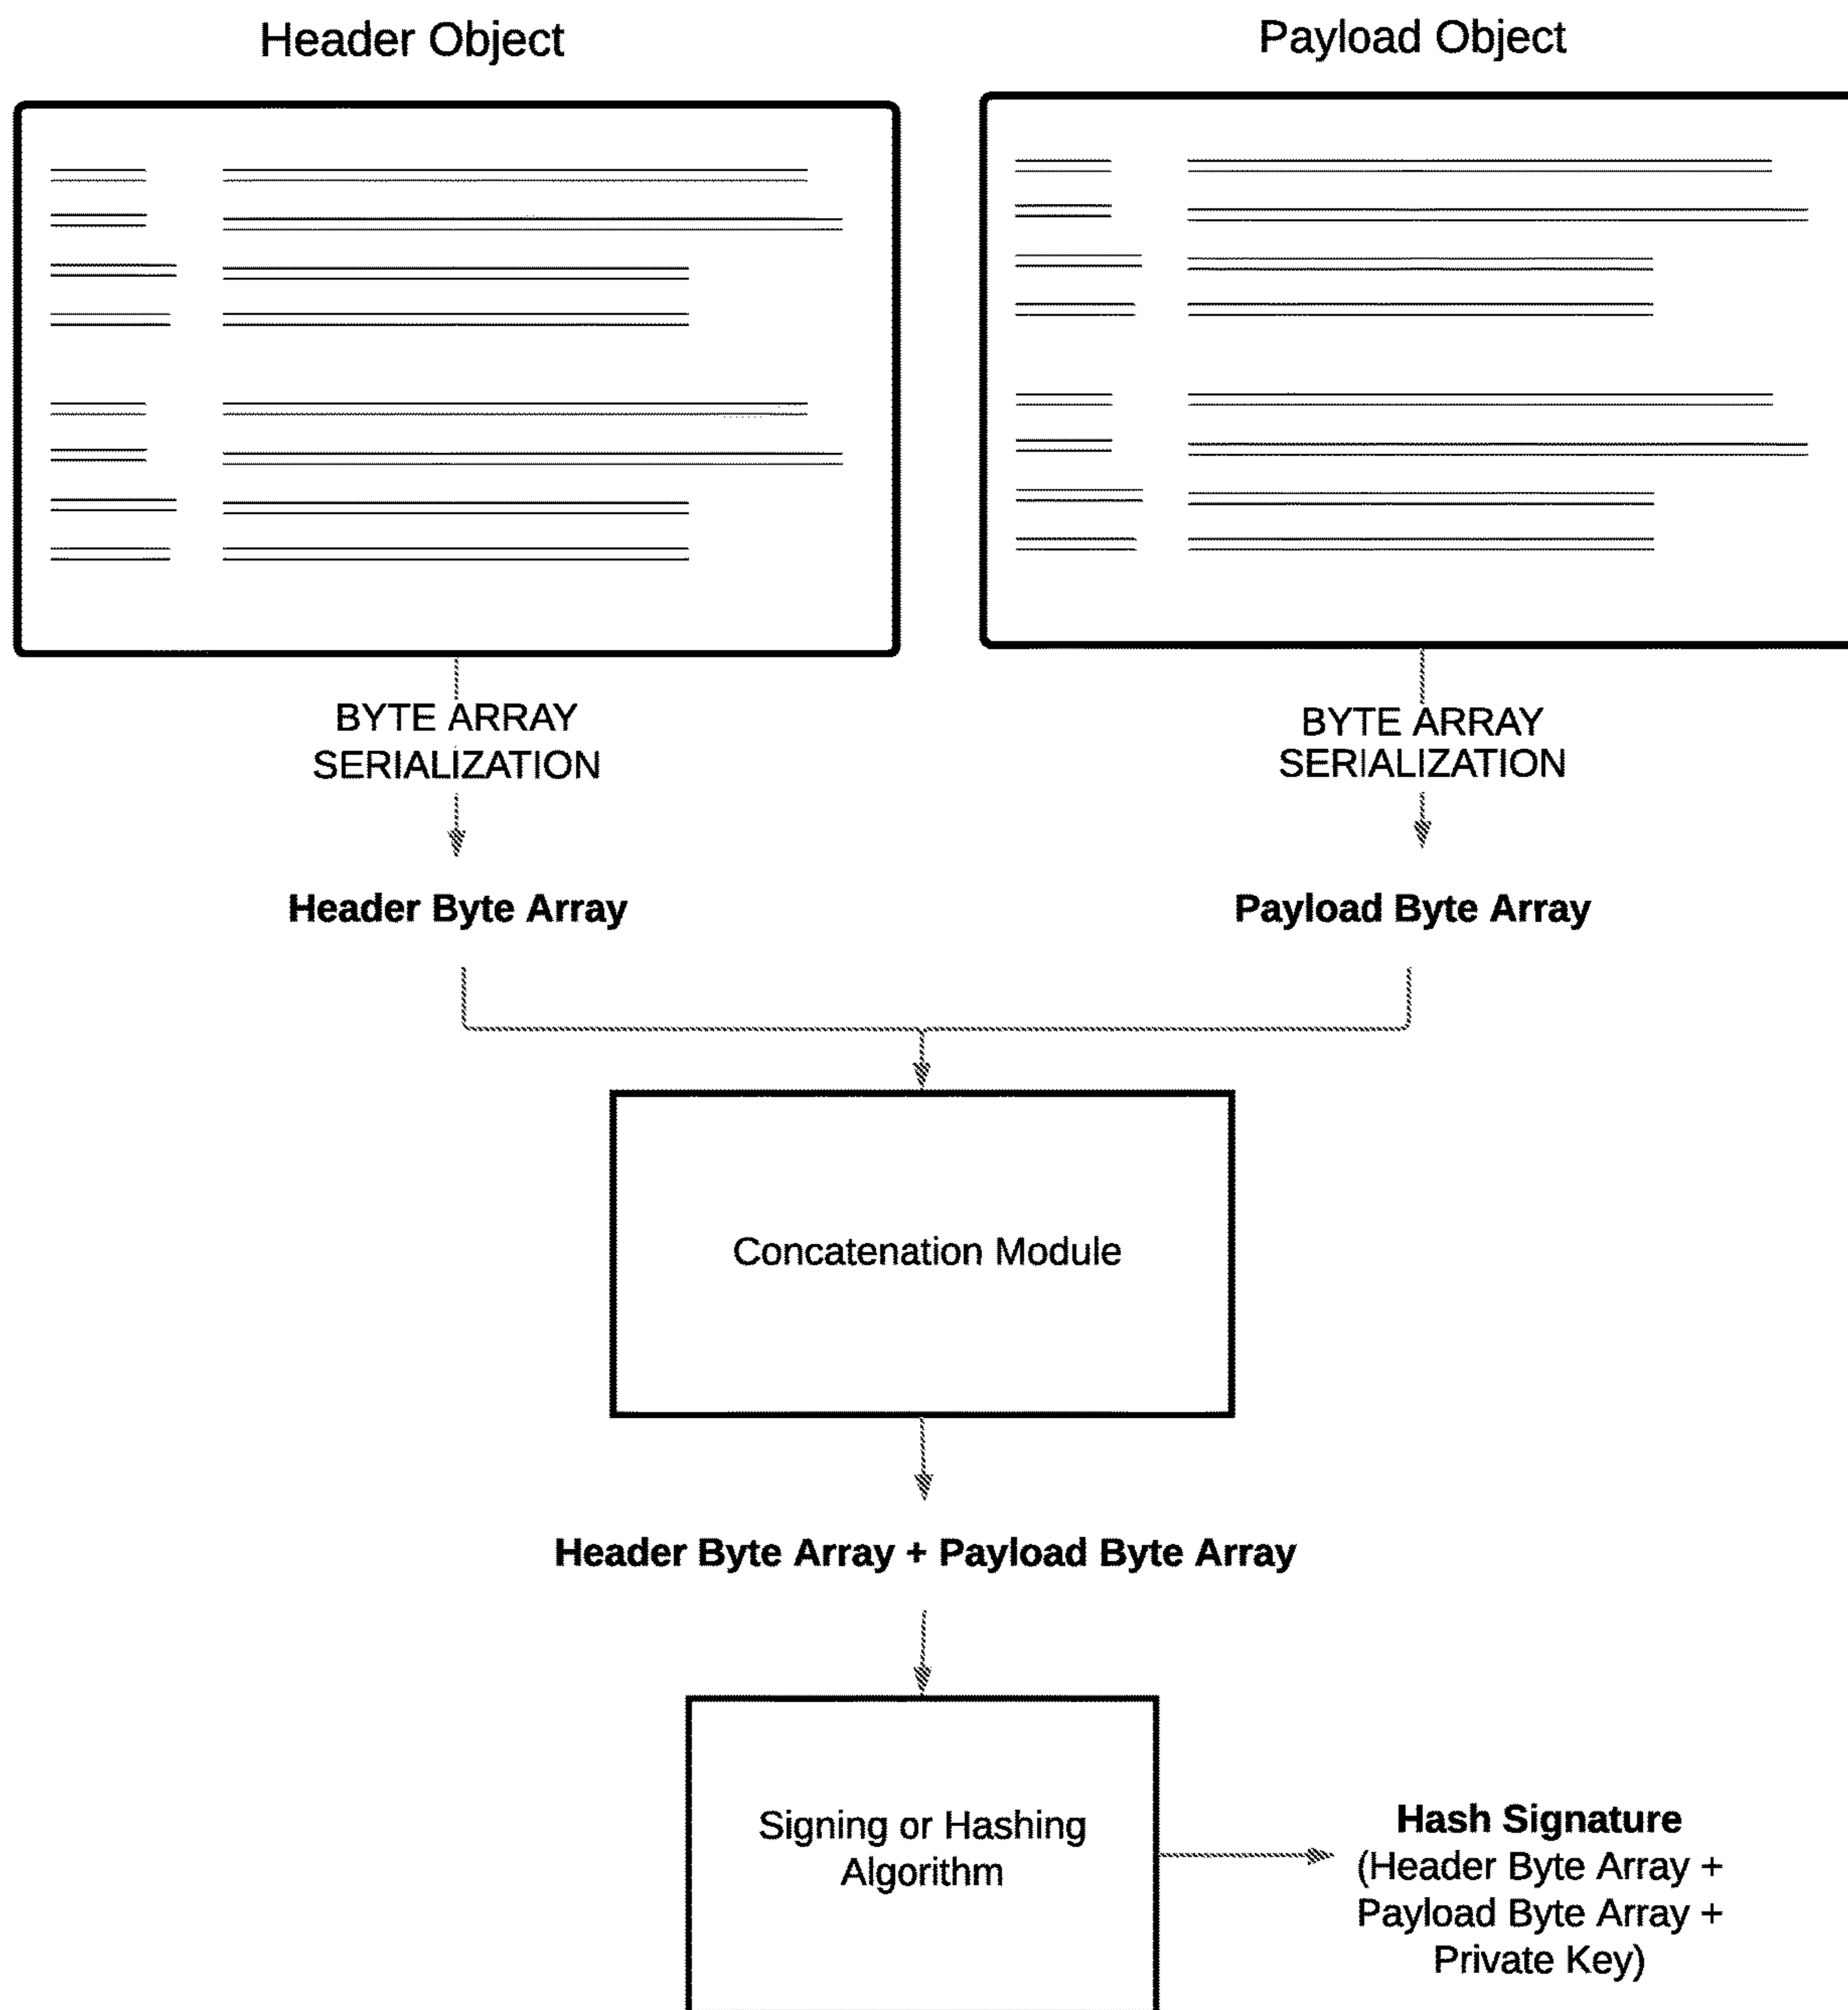 Header Object
Payload Object
BYTE ARRAY
SERIALIZATION
BYTE ARRAY
SERIALIZATION
Header Byte Array
Payload Byte Array
Concatenation Module
Header Byte Array + Payload Byte Array
Signing or Hashing
Algorithm
Hash Signature
(Header Byte Array +
Payload Byte Array +
Private Key)